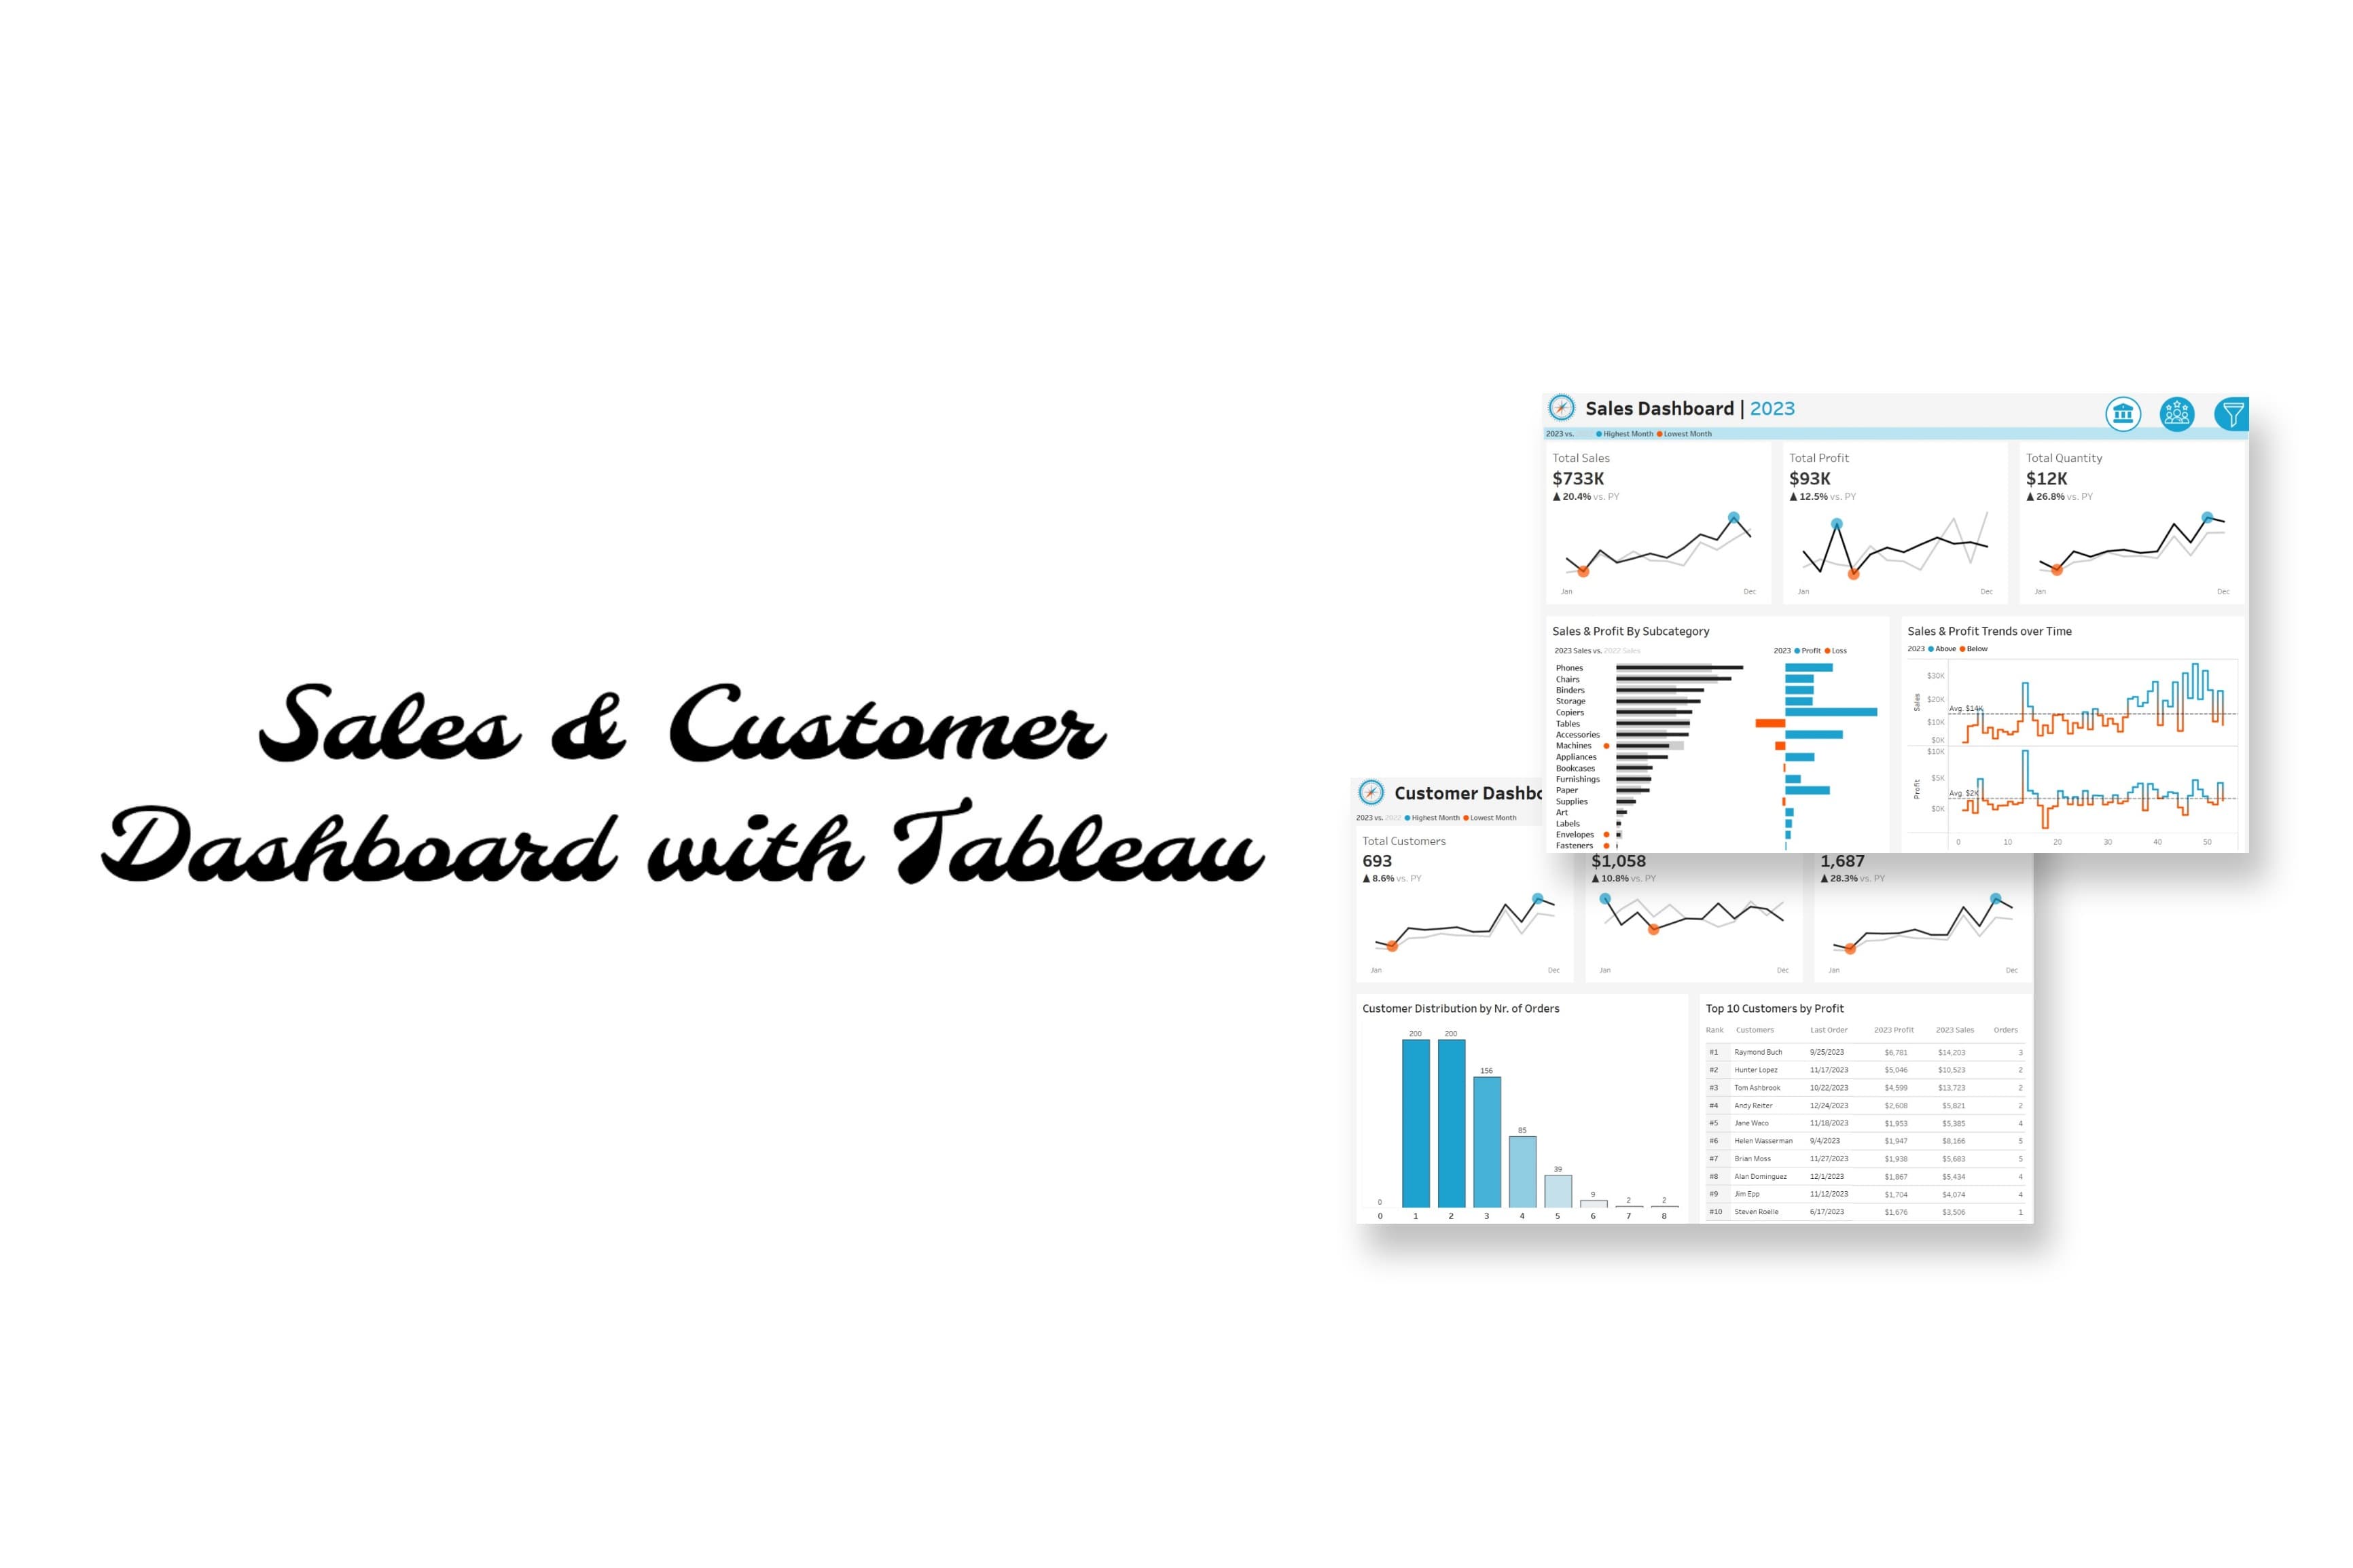 Sales & Customer
Dashboard with Tableau
Sales Dashboard | 2023
2023 vs. Highest Month Lowest Month
Total Sales
$733K
▲ 20.4% vs. PY
Jan Dec
Total Profit
$93K
▲ 12.5% vs. PY
Jan Dec
Total Quantity
$12K
▲ 26.8% vs. PY
Jan Dec
Sales & Profit By Subcategory
2023 Sales vs. 2022 Sales
2023 Profit Loss
Phones
Chairs
Binders
Storage
Copiers
Tables
Accessories
Machines
Appliances
Bookcases
Furnishings
Paper
Supplies
Art
Labels
Envelopes
Fasteners
Sales & Profit Trends over Time
2023 Above Below
Sales
$30K
$20K
Avg. $14K
$10K
$0K
Profit
$10K
$5K
Avg. $2K
$0K
0 10 20 30 40 50
Customer Dashbo
2023 vs. 2022 Highest Month Lowest Month
Total Customers
693
▲ 8.6% vs. PY
Jan Dec
$1,058
▲ 10.8% vs. PY
Jan Dec
1,687
▲ 28.3% vs. PY
Jan Dec
Customer Distribution by Nr. of Orders
0 200 200 156 85 39 9 2 2
0 1 2 3 4 5 6 7 8
Top 10 Customers by Profit
Rank Customers Last Order 2023 Profit 2023 Sales Orders
#1 Raymond Buch 9/25/2023 $6,781 $14,203 3
#2 Hunter Lopez 11/17/2023 $5,046 $10,523 2
#3 Tom Ashbrook 10/22/2023 $4,599 $13,723 2
#4 Andy Reiter 12/24/2023 $2,608 $5,821 2
#5 Jane Waco 11/18/2023 $1,953 $5,385 4
#6 Helen Wasserman 9/4/2023 $1,947 $8,166 5
#7 Brian Moss 11/27/2023 $1,938 $5,683 5
#8 Alan Dominguez 12/1/2023 $1,867 $5,434 4
#9 Jim Epp 11/12/2023 $1,704 $4,074 4
#10 Steven Roelle 6/17/2023 $1,676 $3,506 1